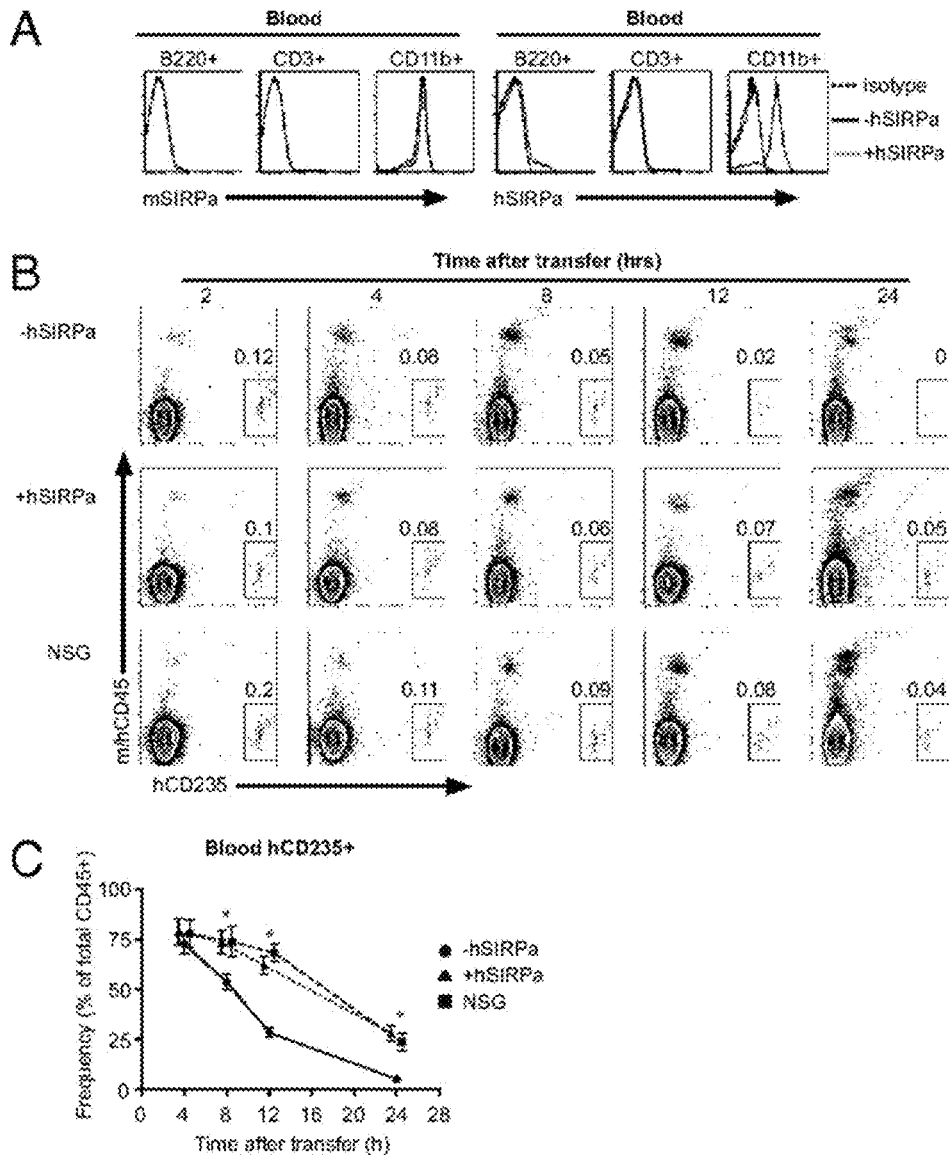 A
Blood Blood
B220+ CD3+ CD11b+ B220+ CD3+ CD11b+
isotype
-hSIRPa
+hSIRPa
mSIRPa hSIRPa
B
Time after transfer (hrs)
2 4 8 12 24
-hSIRPa
0.12 0.08 0.05 0.02 0
+hSIRPa
0.1 0.08 0.06 0.07 0.05
NSG
0.2 0.11 0.09 0.08 0.04
m/hCD45
hCD235
C
Blood hCD235+
Frequency (% of total CD45+)
100
75
50
25
0
* * *
-hSIRPa
+hSIRPa
NSG
0 4 8 12 16 20 24 28
Time after transfer (h)